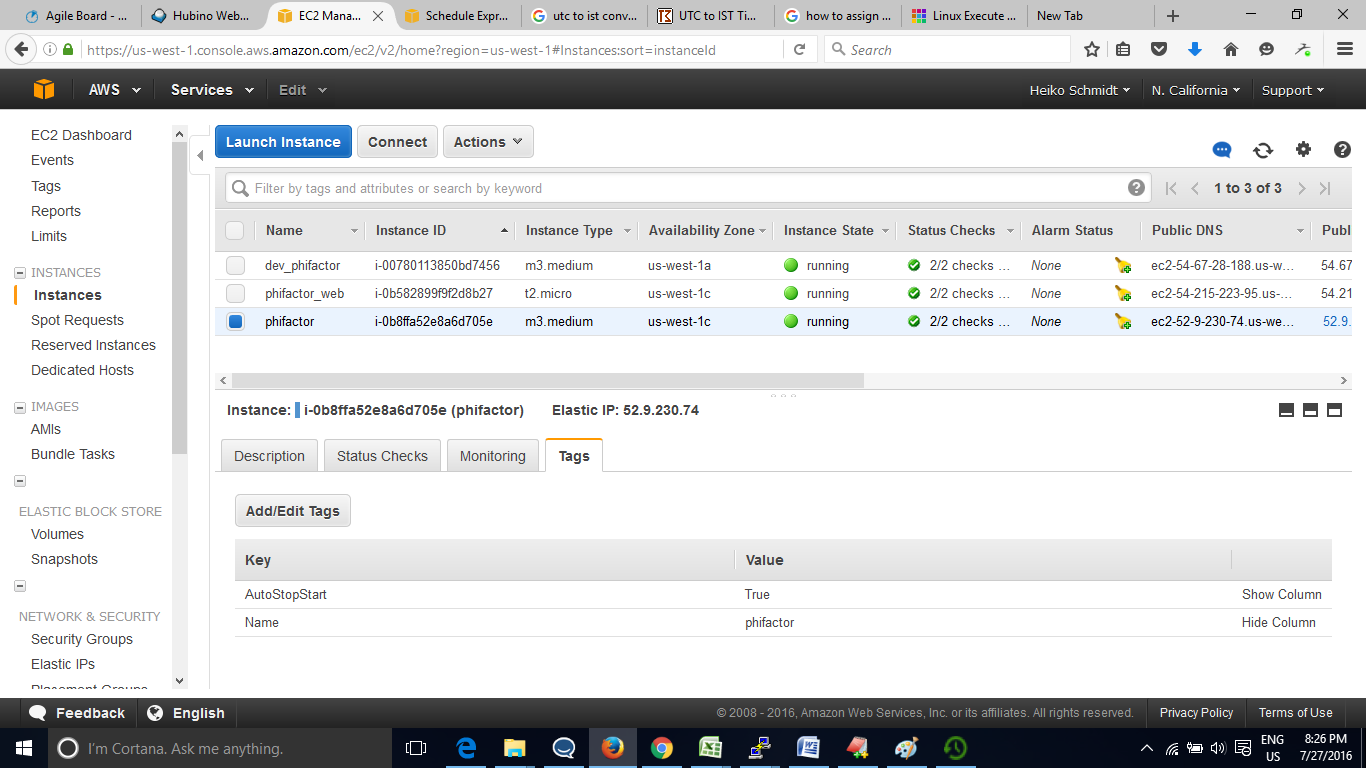 Agile Board - ...
Hubino Web...
EC2 Mana...
Schedule Expr...
utc to ist conv...
UTC to IST Ti...
how to assign ...
Linux Execute ...
New Tab
https://us-west-1.console.aws.amazon.com/ec2/v2/home?region=us-west-1#Instances:sort=instanceId
Search
AWS Services Edit
Heiko Schmidt N. California Support
EC2 Dashboard
Events
Tags
Reports
Limits
INSTANCES
Instances
Spot Requests
Reserved Instances
Dedicated Hosts
IMAGES
AMIs
Bundle Tasks
ELASTIC BLOCK STORE
Volumes
Snapshots
NETWORK & SECURITY
Security Groups
Elastic IPs
Placement Groups
Launch Instance Connect Actions
Filter by tags and attributes or search by keyword
1 to 3 of 3
Name Instance ID Instance Type Availability Zone Instance State Status Checks Alarm Status Public DNS Publ
dev_phifactor i-00780113850bd7456 m3.medium us-west-1a running 2/2 checks ... None ec2-54-67-28-188.us-w... 54.67
phifactor_web i-0b582899f9f2d8b27 t2.micro us-west-1c running 2/2 checks ... None ec2-54-215-223-95.us-... 54.21
phifactor i-0b8ffa52e8a6d705e m3.medium us-west-1c running 2/2 checks ... None ec2-52-9-230-74.us-we... 52.9.
Instance: i-0b8ffa52e8a6d705e (phifactor) Elastic IP: 52.9.230.74
Description Status Checks Monitoring Tags
Add/Edit Tags
Key Value
AutoStopStart True Show Column
Name phifactor Hide Column
Feedback English
© 2008 - 2016, Amazon Web Services, Inc. or its affiliates. All rights reserved. Privacy Policy Terms of Use
I'm Cortana. Ask me anything.
ENG
US
8:26 PM
7/27/2016